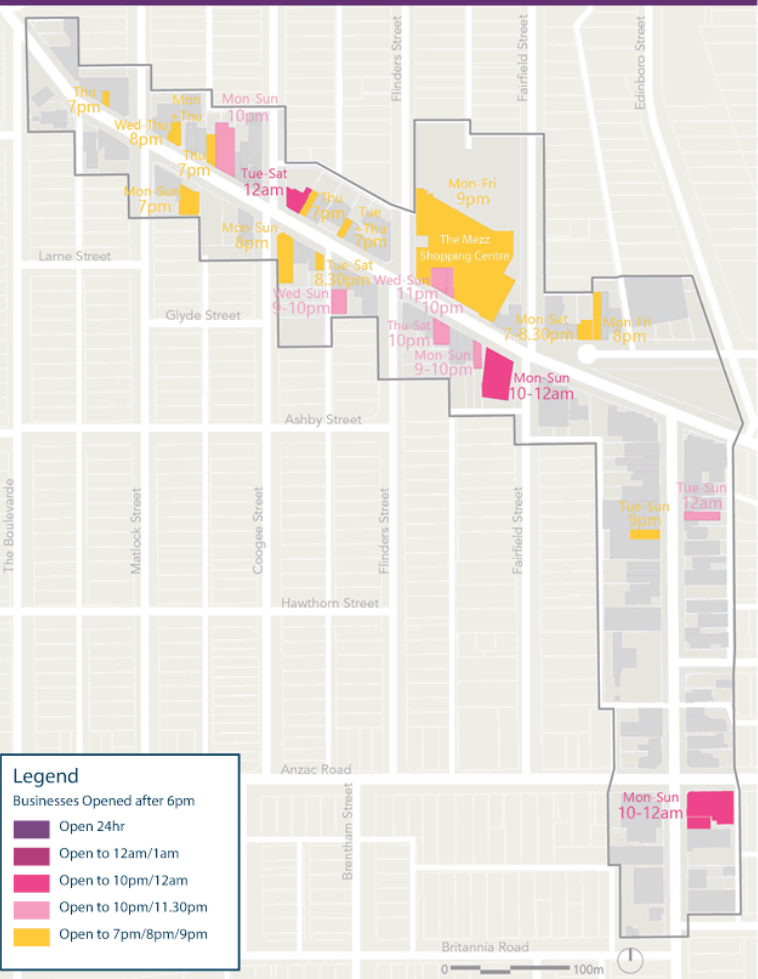 Flinders Street
Fairfield Street
Edinboro Street
Thu
7pm
Mon
-Thu
Mon-Sun
10pm
Wed-Thu
8pm
Thu
7pm
Tue-Sat
12am
Mon-Sun
7pm
Thu
7pm
Tue
-Thu
7pm
Mon-Fri
9pm
The Mezz
Shopping Centre
Mon-Sun
8pm
Tue-Sat
8.30pm
Larne Street
Wed-Sun
11pm
10pm
Wed-Sun
9-10pm
Glyde Street
Thu-Sat
10pm
Mon-Sat
7-8.30pm
Mon-Fri
8pm
Mon-Sun
9-10pm
Mon-Sun
10-12am
Ashby Street
The Boulevarde
Matlock Street
Coogee Street
Flinders Street
Fairfield Street
Tue-Sun
9pm
Tue-Sun
12am
Hawthorn Street
Anzac Road
Brentham Street
Mon-Sun
10-12am
Legend
Businesses Opened after 6pm
Open 24hr
Open to 12am/1am
Open to 10pm/12am
Open to 10pm/11.30pm
Open to 7pm/8pm/9pm
Britannia Road
0
100m